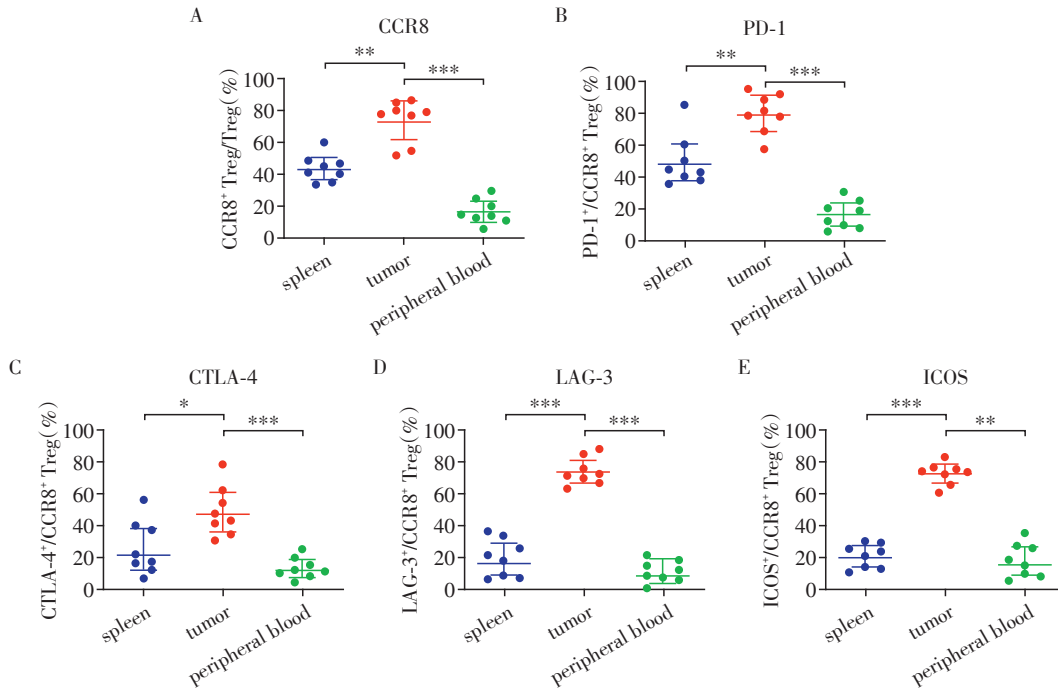 A
CCR8
**
***
CCR8+ Treg/Treg(%)
100
80
60
40
20
0
spleen
tumor
peripheral blood
B
PD-1
**
***
PD-1+/CCR8+ Treg(%)
100
80
60
40
20
0
spleen
tumor
peripheral blood
C
CTLA-4
*
***
CTLA-4+/CCR8+ Treg(%)
100
80
60
40
20
0
spleen
tumor
peripheral blood
D
LAG-3
***
***
LAG-3+/CCR8+ Treg(%)
100
80
60
40
20
0
spleen
tumor
peripheral blood
E
ICOS
***
**
ICOS+/CCR8+ Treg(%)
100
80
60
40
20
0
spleen
tumor
peripheral blood